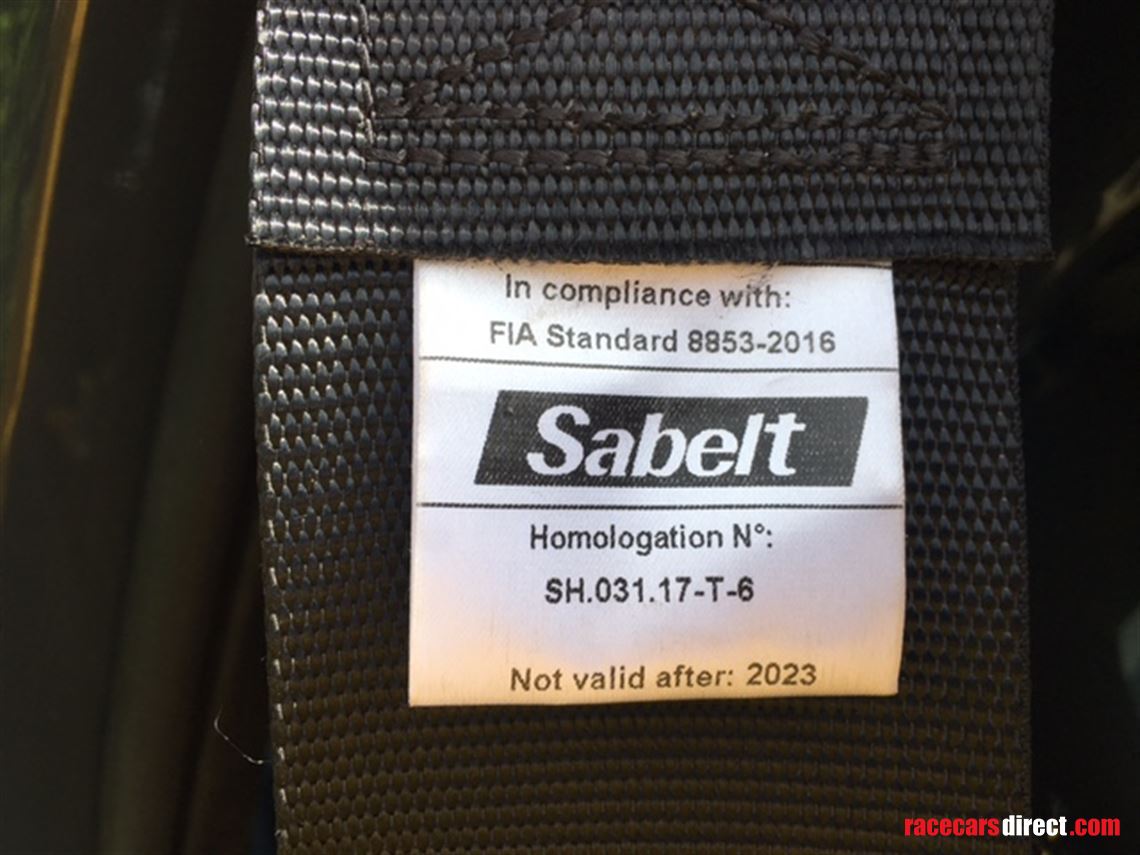 In compliance with:
FIA Standard 8853-2016
Sabelt
Homologation N°:
SH.031.17-T-6
Not valid after: 2023
racecarsdirect.com